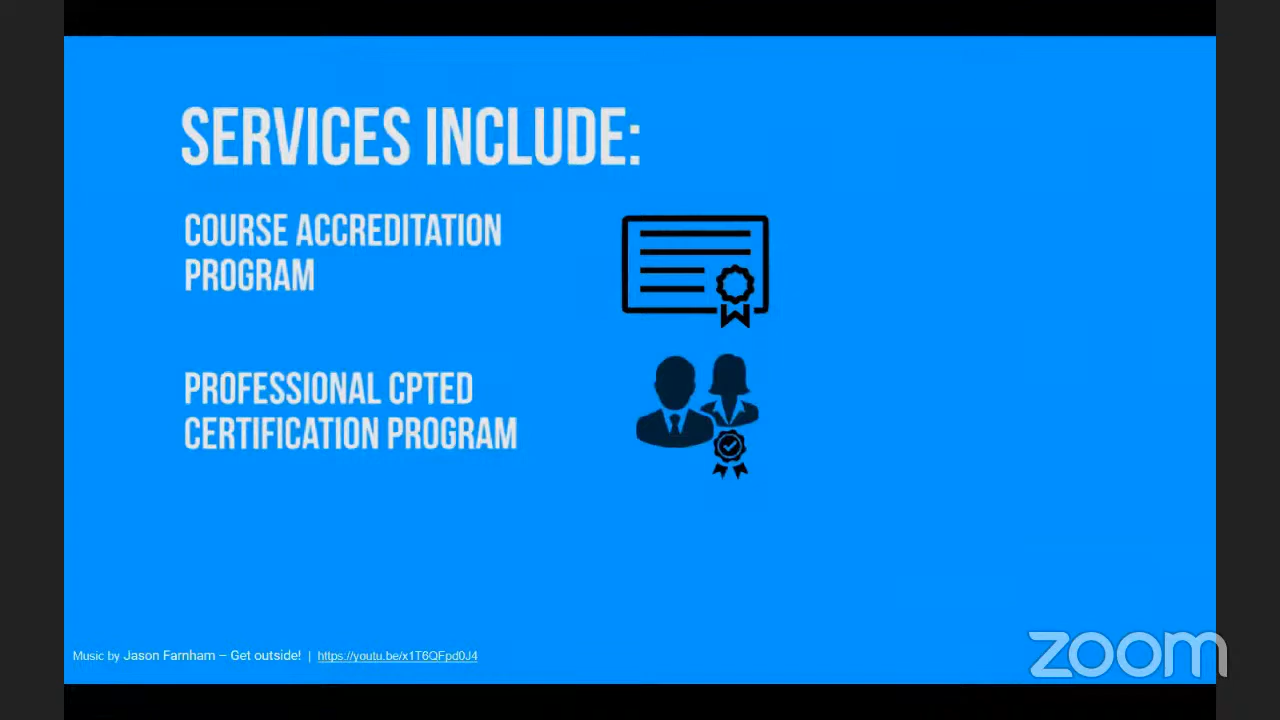 SERVICES INCLUDE:
COURSE ACCREDITATION
PROGRAM
PROFESSIONAL CPTED
CERTIFICATION PROGRAM
Music by Jason Farnham – Get outside! | https://youtu.be/x1T6QFpd0J4
zoom